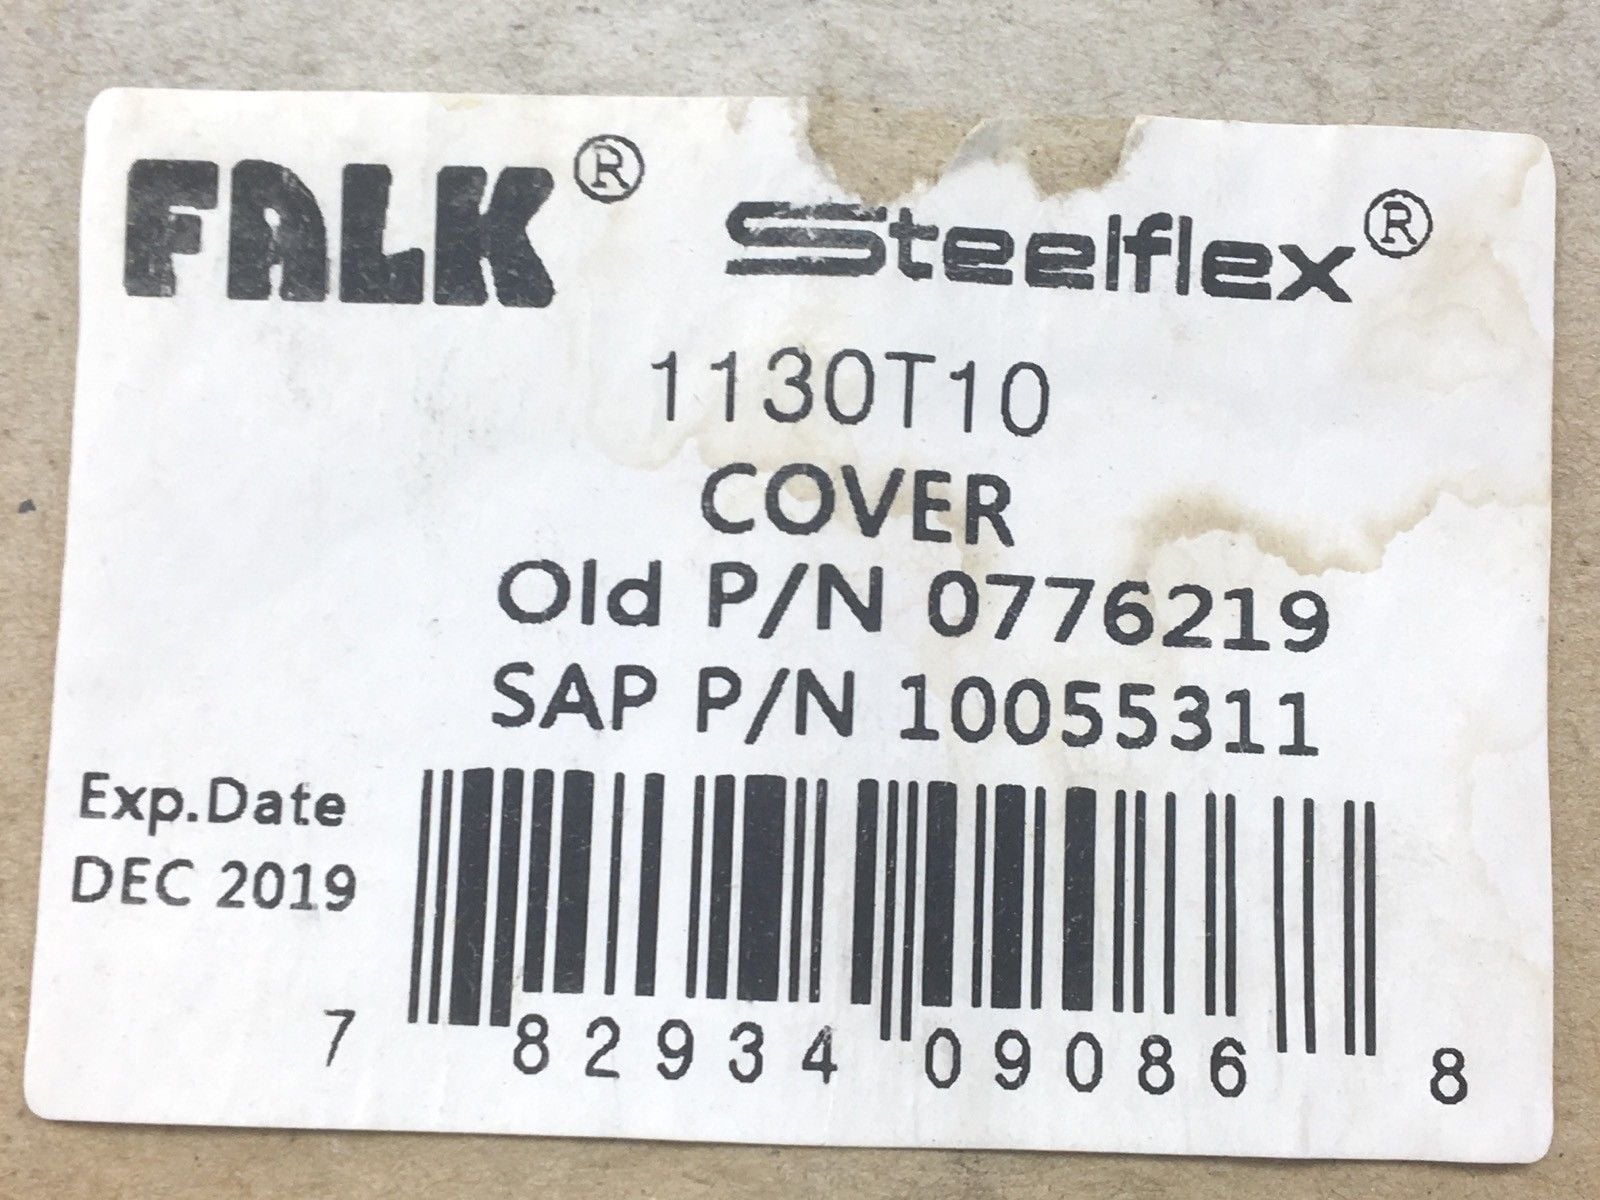 FALK® Steelflex®
1130T10
COVER
Old P/N 0776219
SAP P/N 10055311
Exp.Date
DEC 2019
7 82934 09086 8